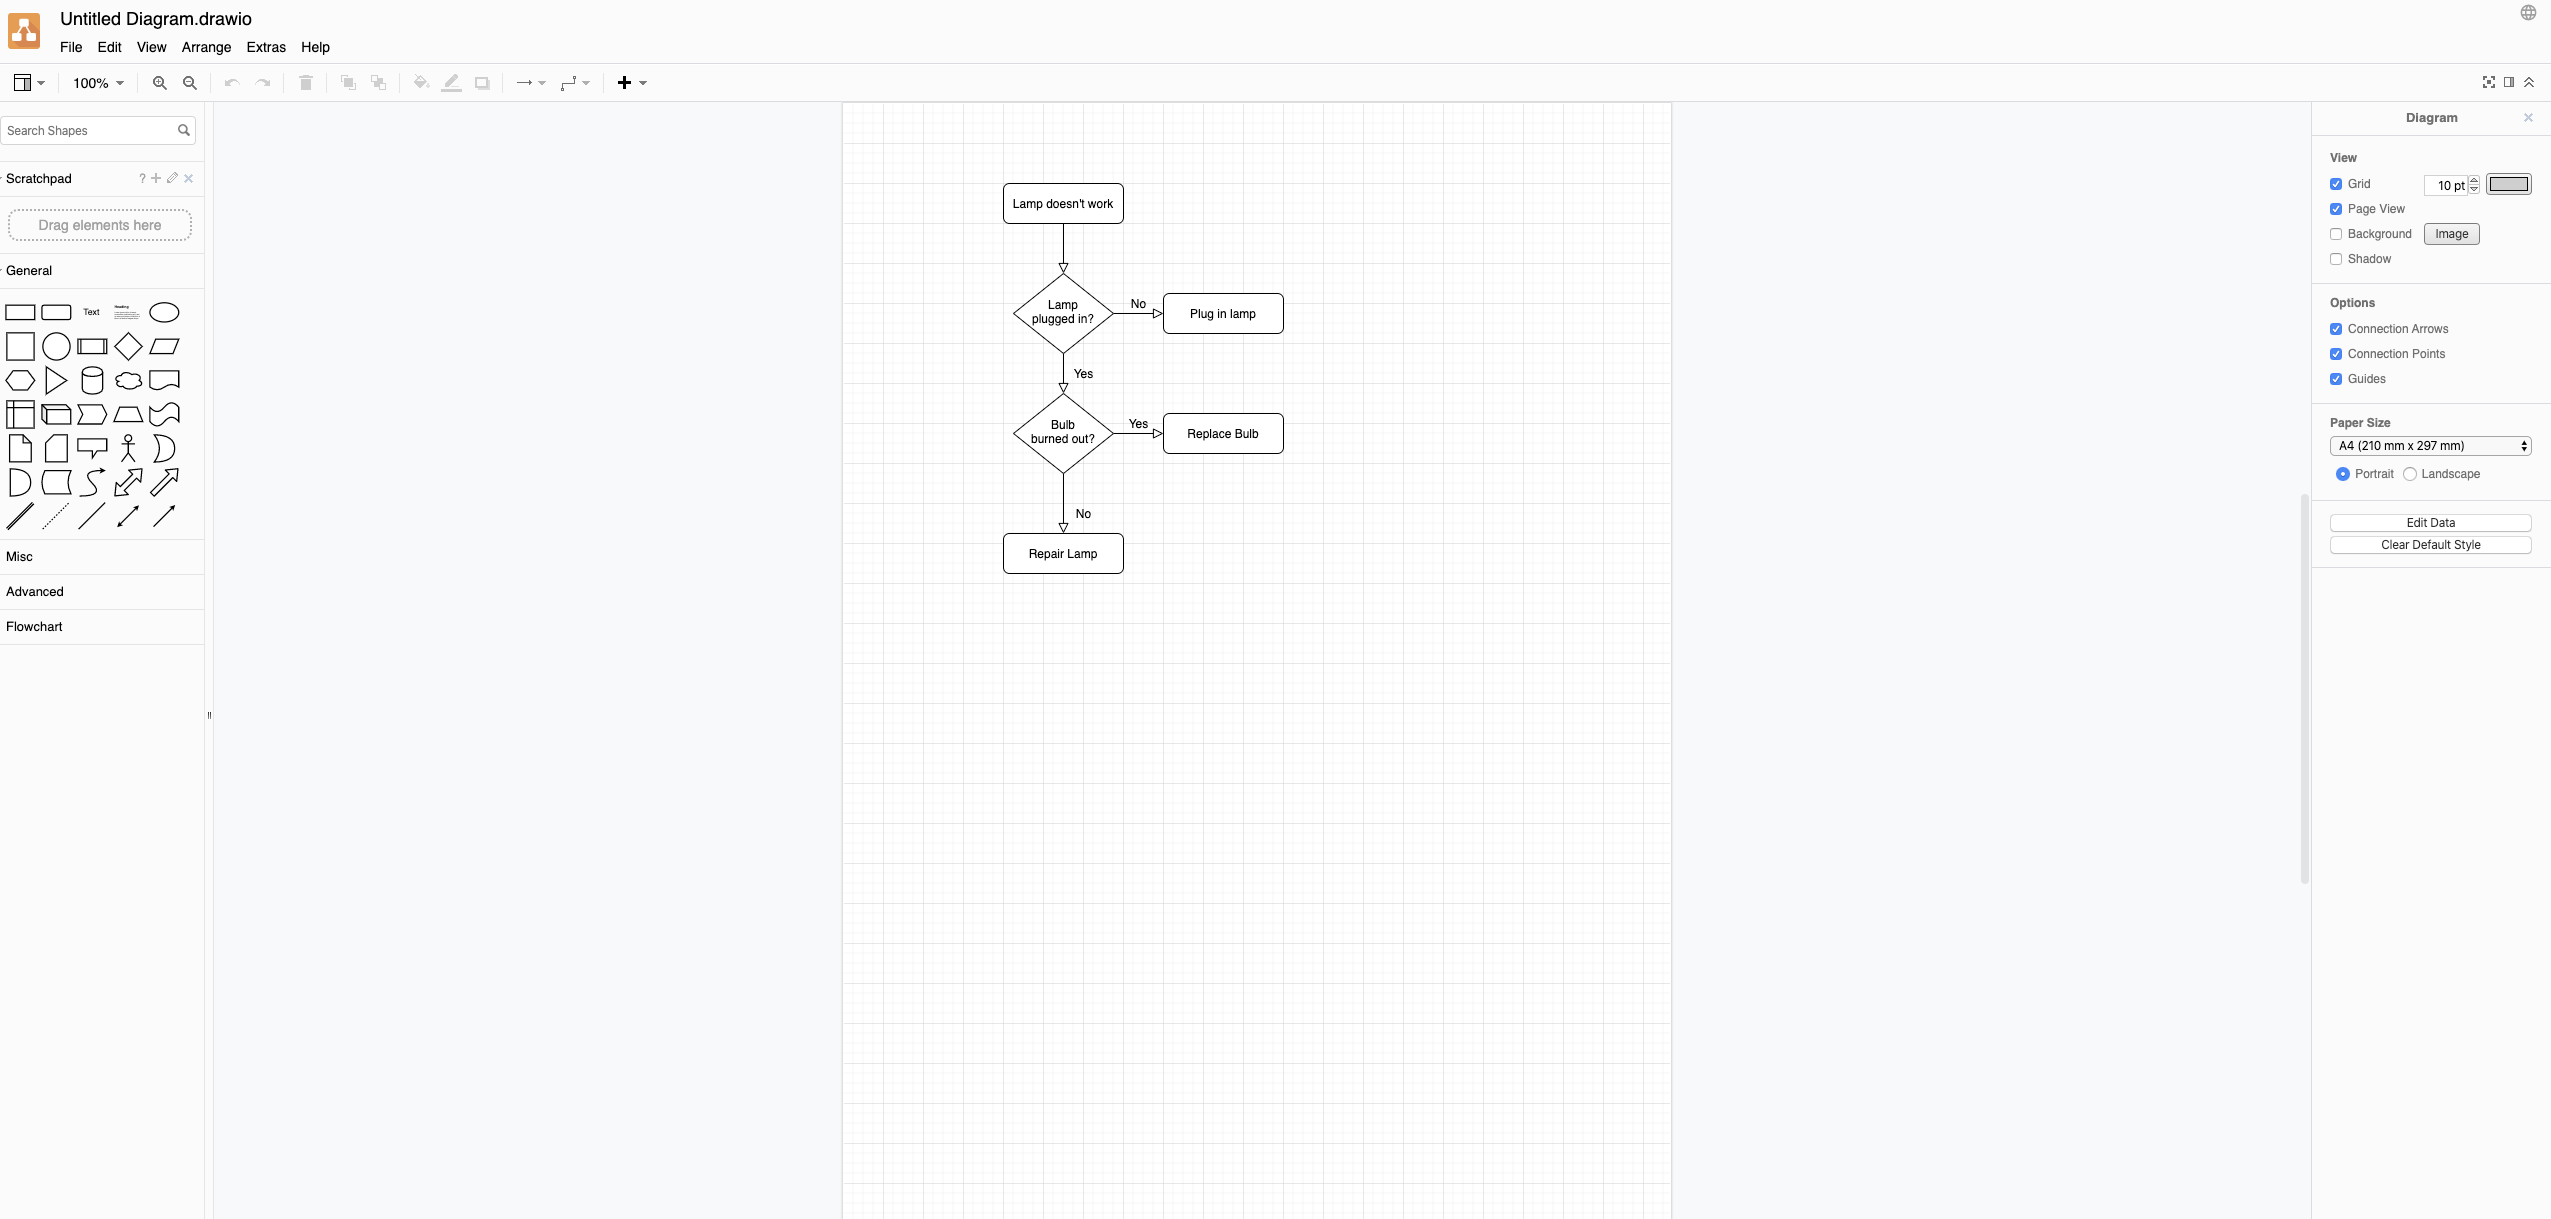 Untitled Diagram.drawio
File Edit View Arrange Extras Help
100%
Search Shapes
Scratchpad
?
Drag elements here
General
Text
Heading
Misc
Advanced
Flowchart
Lamp doesn't work
Lamp
plugged in?
No
Plug in lamp
Yes
Bulb
burned out?
Yes
Replace Bulb
No
Repair Lamp
Diagram
View
Grid
10 pt
Page View
Background
Image
Shadow
Options
Connection Arrows
Connection Points
Guides
Paper Size
A4 (210 mm x 297 mm)
Portrait Landscape
Edit Data
Clear Default Style